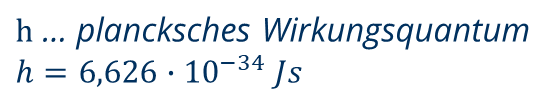 h ... plancksches Wirkungsquantum
h = 6,626 · 10⁻³⁴ Js